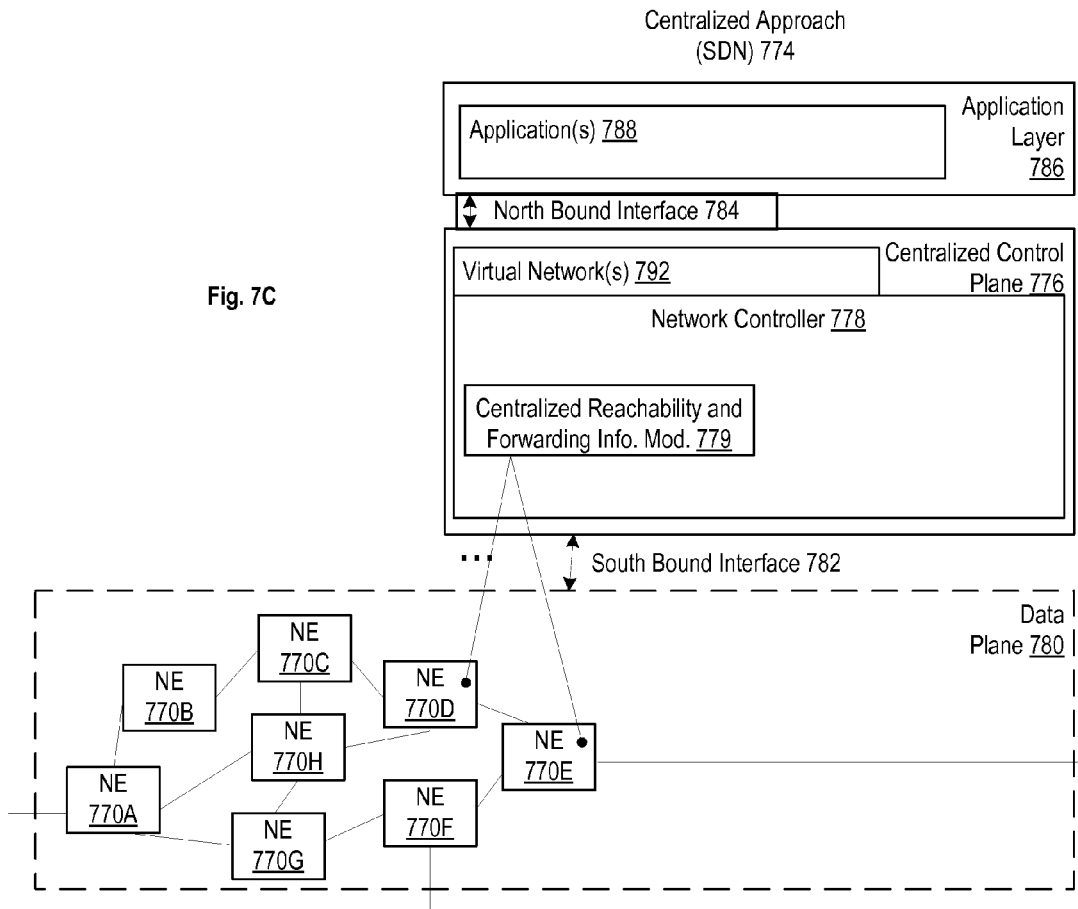 Centralized Approach
(SDN) 774
Application(s) 788
Application
Layer
786
North Bound Interface 784
Virtual Network(s) 792
Centralized Control
Plane 776
Fig. 7C
Network Controller 778
Centralized Reachability and
Forwarding Info. Mod. 779
...
South Bound Interface 782
Data
Plane 780
NE
770C
NE
770B
NE
770D
NE
770H
NE
770E
NE
770A
NE
770F
NE
770G